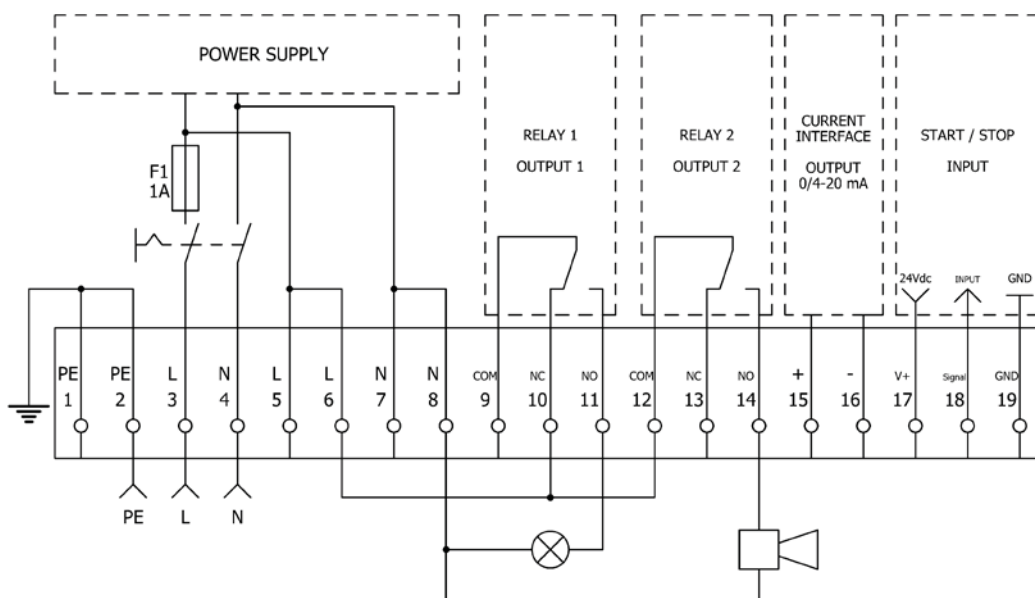 POWER SUPPLY
F1
1A
RELAY 1
OUTPUT 1
RELAY 2
OUTPUT 2
CURRENT
INTERFACE
OUTPUT
0/4-20 mA
START / STOP
INPUT
24Vdc INPUT GND
PE PE L N L L N N COM NC NO COM NC NO + - V+ Signal GND
1 2 3 4 5 6 7 8 9 10 11 12 13 14 15 16 17 18 19
PE L N